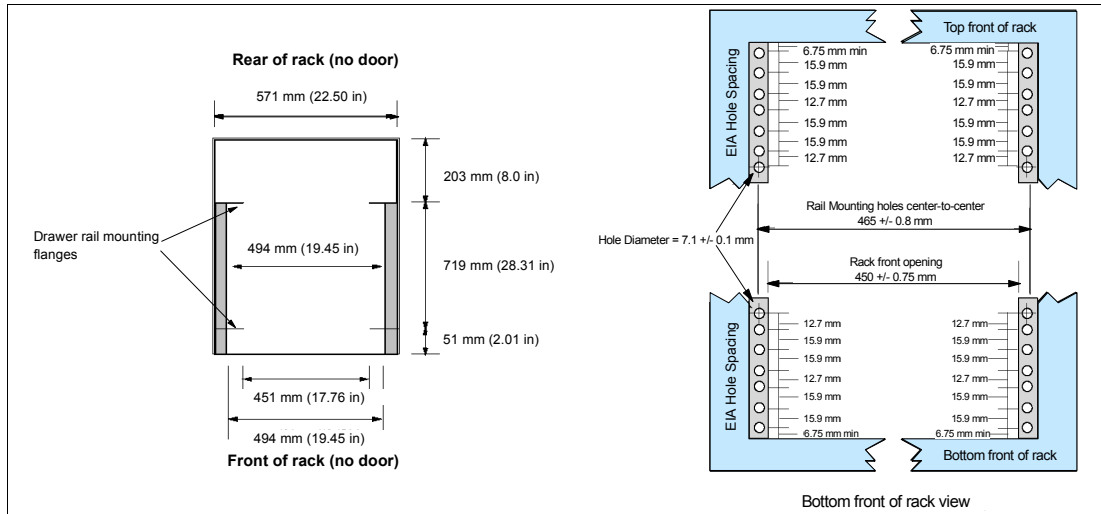 Rear of rack (no door)
571 mm (22.50 in)
203 mm (8.0 in)
Drawer rail mounting
flanges
494 mm (19.45 in)
719 mm (28.31 in)
51 mm (2.01 in)
451 mm (17.76 in)
494 mm (19.45 in)
Front of rack (no door)
Top front of rack
EIA Hole Spacing
6.75 mm min
15.9 mm
15.9 mm
12.7 mm
15.9 mm
15.9 mm
12.7 mm
6.75 mm min
15.9 mm
15.9 mm
12.7 mm
15.9 mm
15.9 mm
12.7 mm
Rail Mounting holes center-to-center
465 +/- 0.8 mm
Hole Diameter = 7.1 +/- 0.1 mm
Rack front opening
450 +/- 0.75 mm
EIA Hole Spacing
12.7 mm
15.9 mm
15.9 mm
12.7 mm
15.9 mm
15.9 mm
6.75 mm min
12.7 mm
15.9 mm
15.9 mm
12.7 mm
15.9 mm
15.9 mm
6.75 mm min
Bottom front of rack
Bottom front of rack view